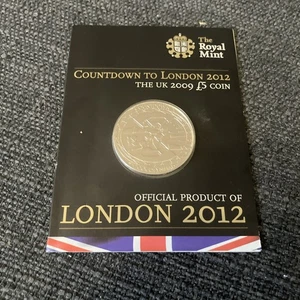 The
Royal
Mint
COUNTDOWN TO LONDON 2012
THE UK 2009 £5 COIN
OFFICIAL PRODUCT OF
LONDON 2012